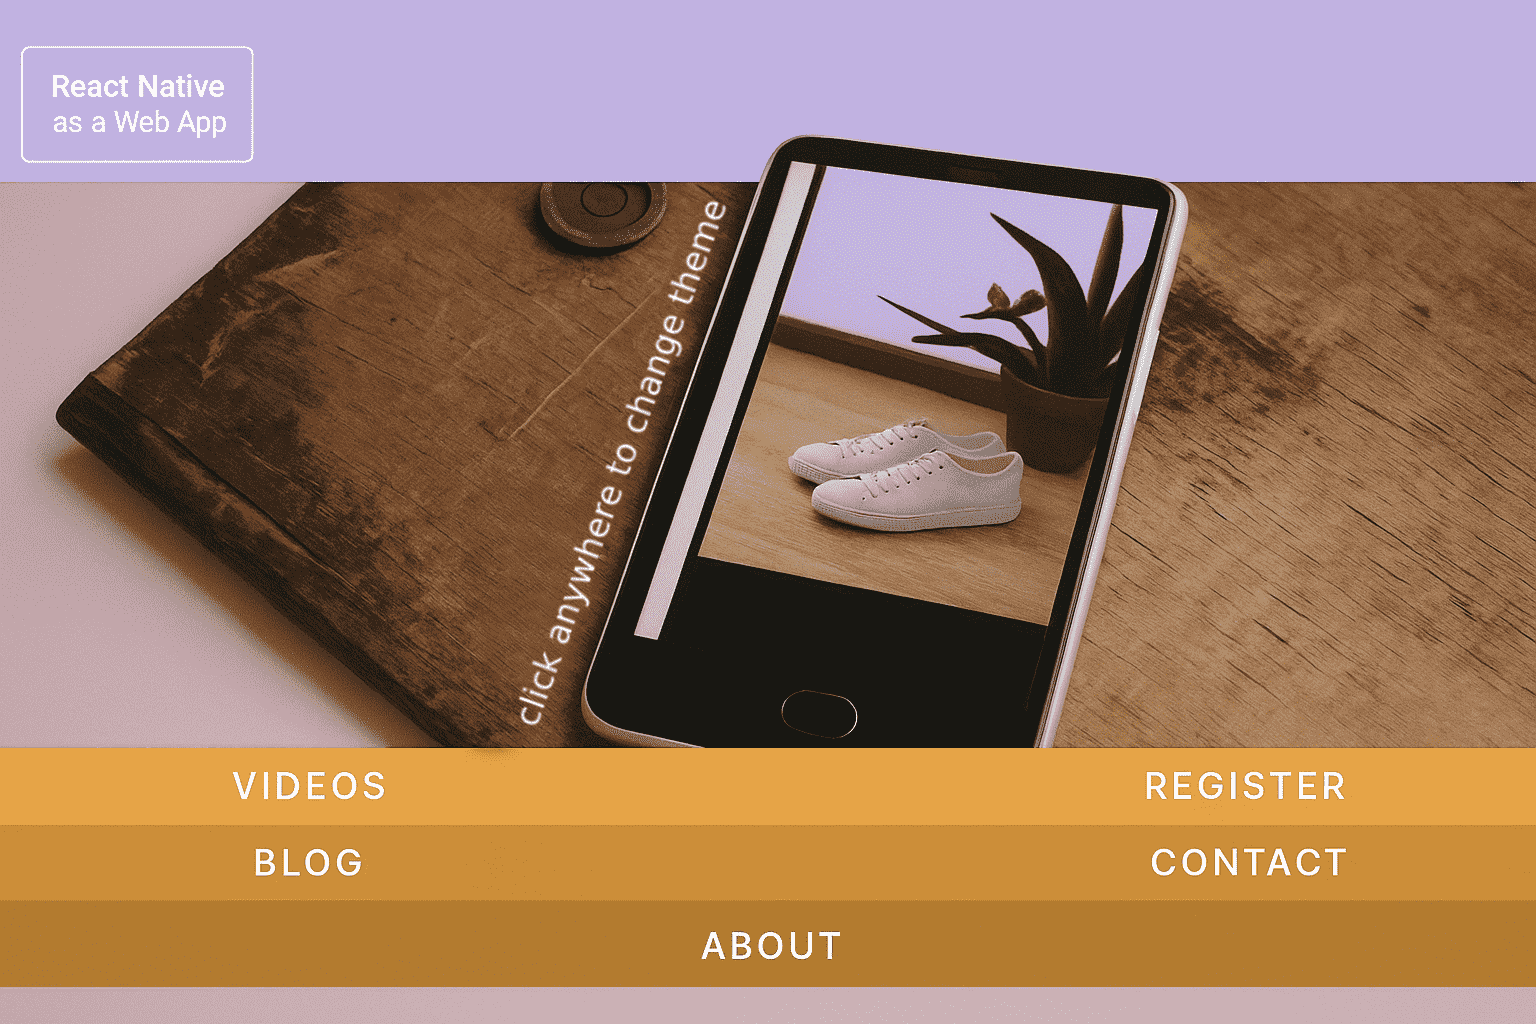 React Native
as a Web App
click anywhere to change theme
VIDEOS
REGISTER
BLOG
CONTACT
ABOUT